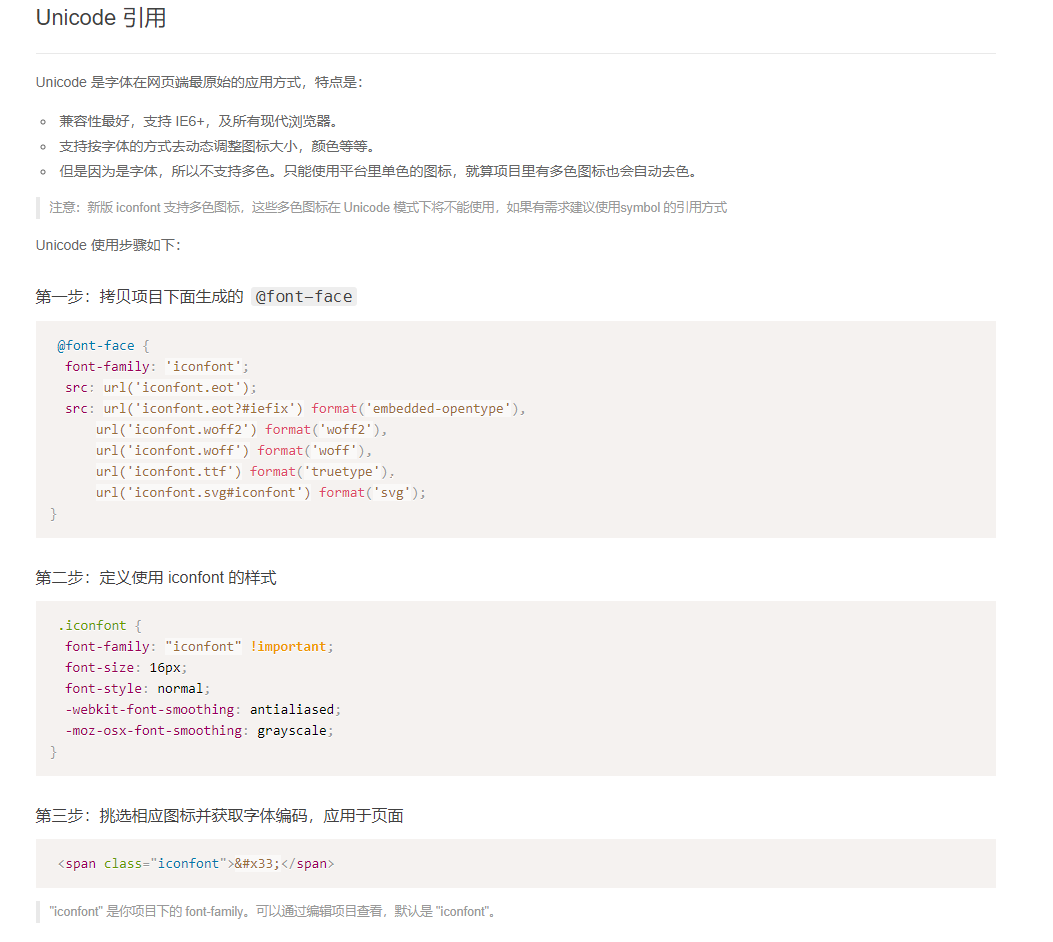 Unicode 引用
Unicode 是字体在网页端最原始的应用方式，特点是：
兼容性最好，支持 IE6+，及所有现代浏览器。
支持按字体的方式去动态调整图标大小，颜色等等。
但是因为是字体，所以不支持多色。只能使用平台里单色的图标，就算项目里有多色图标也会自动去色。
注意：新版 iconfont 支持多色图标，这些多色图标在 Unicode 模式下将不能使用，如果有需求建议使用symbol 的引用方式
Unicode 使用步骤如下：
第一步：拷贝项目下面生成的 @font-face
@font-face {
font-family: 'iconfont';
src: url('iconfont.eot');
src: url('iconfont.eot?#iefix') format('embedded-opentype'),
url('iconfont.woff2') format('woff2'),
url('iconfont.woff') format('woff'),
url('iconfont.ttf') format('truetype'),
url('iconfont.svg#iconfont') format('svg');
}
第二步：定义使用 iconfont 的样式
.iconfont {
font-family: "iconfont" !important;
font-size: 16px;
font-style: normal;
-webkit-font-smoothing: antialiased;
-moz-osx-font-smoothing: grayscale;
}
第三步：挑选相应图标并获取字体编码，应用于页面
<span class="iconfont">&#x33;</span>
"iconfont" 是你项目下的 font-family。可以通过编辑项目查看，默认是 "iconfont"。